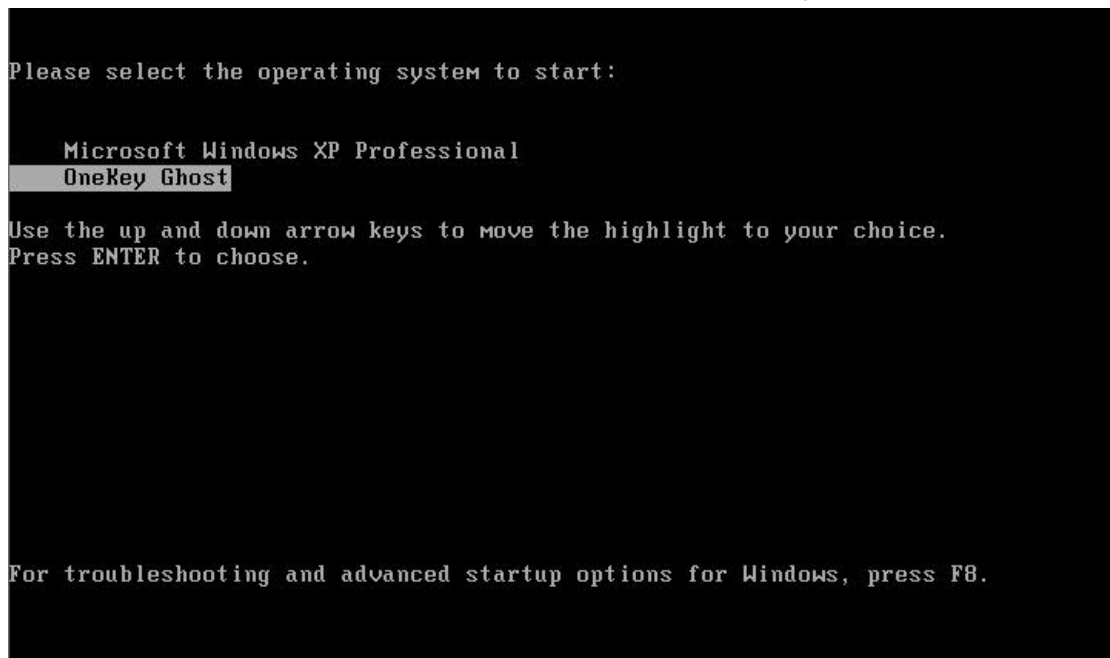 Please select the operating system to start:
Microsoft Windows XP Professional
OneKey Ghost
Use the up and down arrow keys to move the highlight to your choice.
Press ENTER to choose.
For troubleshooting and advanced startup options for Windows, press F8.